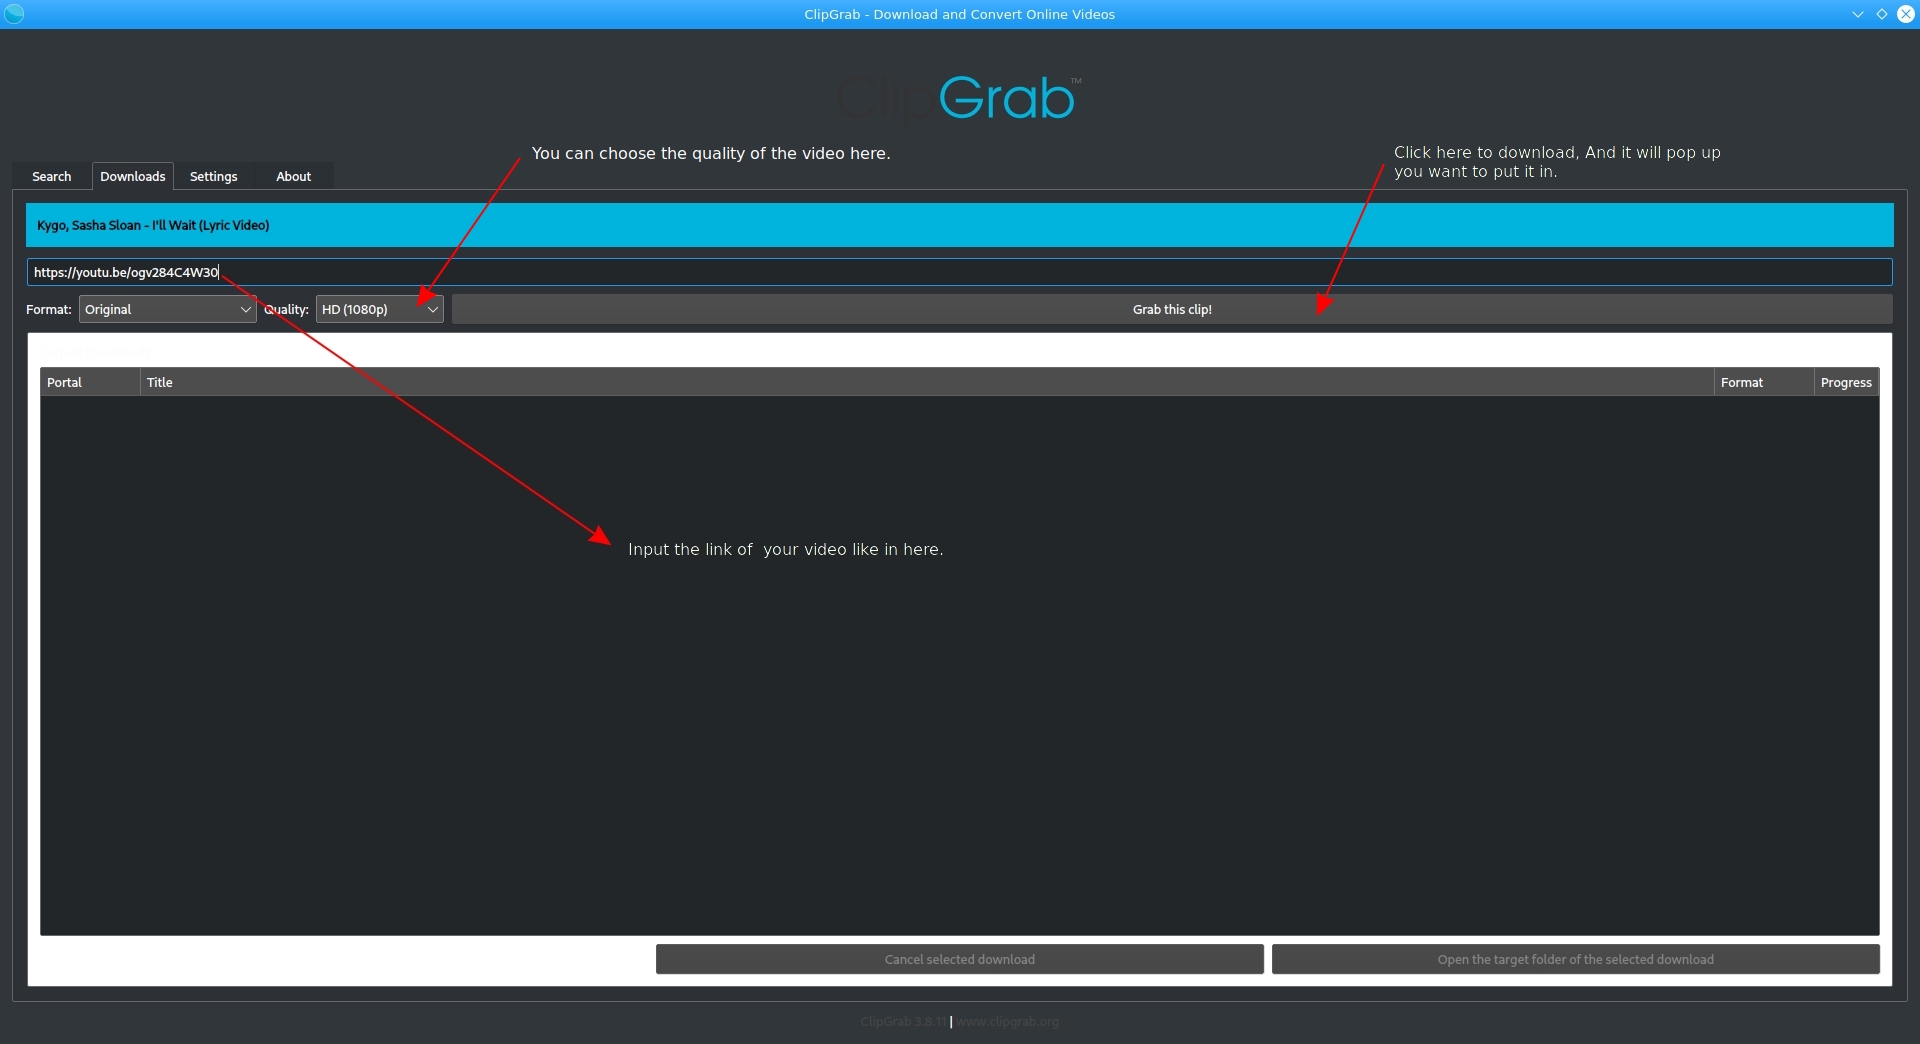 ClipGrab - Download and Convert Online Videos
ClipGrab™
You can choose the quality of the video here.
Click here to download, And it will pop up
you want to put it in.
Search Downloads Settings About
Kygo, Sasha Sloan - I'll Wait (Lyric Video)
https://youtu.be/ogv284C4W30
Format: Original Quality: HD (1080p) Grab this clip!
Portal Title Format Progress
Input the link of  your video like in here.
Cancel selected download Open the target folder of the selected download
ClipGrab 3.8.11 | www.clipgrab.org